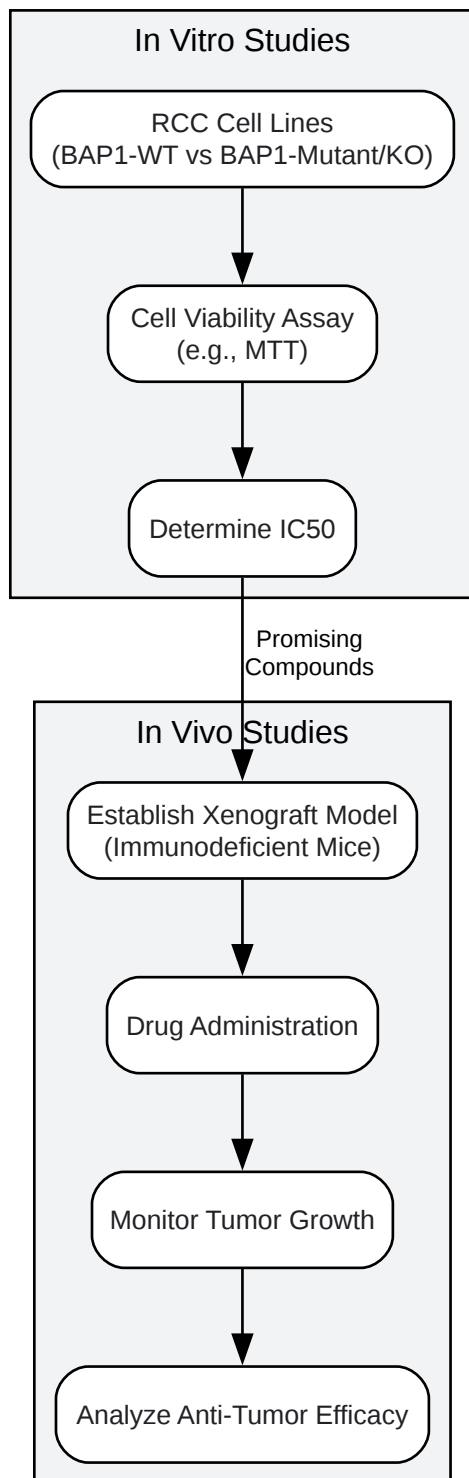 In Vitro Studies
RCC Cell Lines
(BAP1-WT vs BAP1-Mutant/KO)
Cell Viability Assay
(e.g., MTT)
Determine IC50
Promising
Compounds
In Vivo Studies
Establish Xenograft Model
(Immunodeficient Mice)
Drug Administration
Monitor Tumor Growth
Analyze Anti-Tumor Efficacy